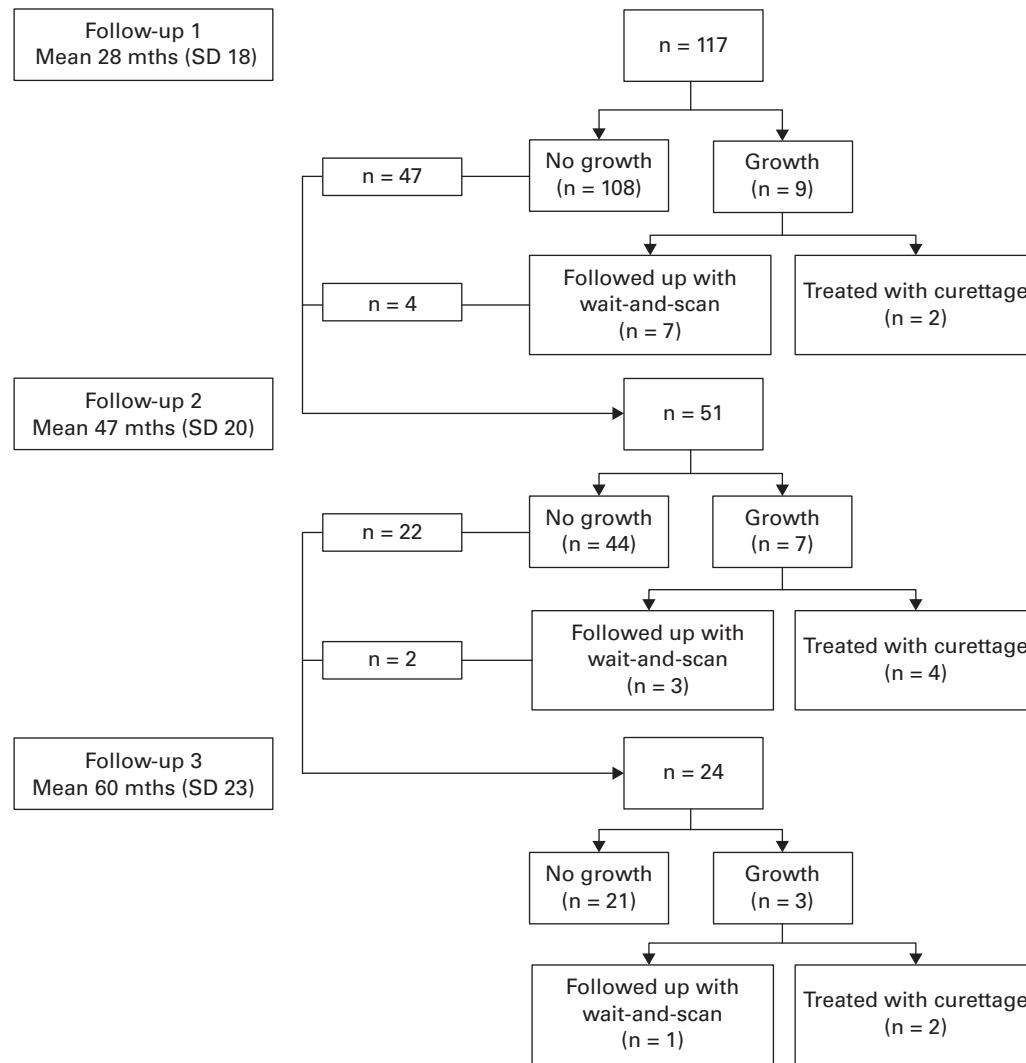 Follow-up 1
Mean 28 mths (SD 18)
n = 117
No growth
(n = 108)
Growth
(n = 9)
n = 47
Followed up with
wait-and-scan
(n = 7)
Treated with curettage
(n = 2)
n = 4
Follow-up 2
Mean 47 mths (SD 20)
n = 51
No growth
(n = 44)
Growth
(n = 7)
n = 22
Followed up with
wait-and-scan
(n = 3)
Treated with curettage
(n = 4)
n = 2
Follow-up 3
Mean 60 mths (SD 23)
n = 24
No growth
(n = 21)
Growth
(n = 3)
Followed up with
wait-and-scan
(n = 1)
Treated with curettage
(n = 2)